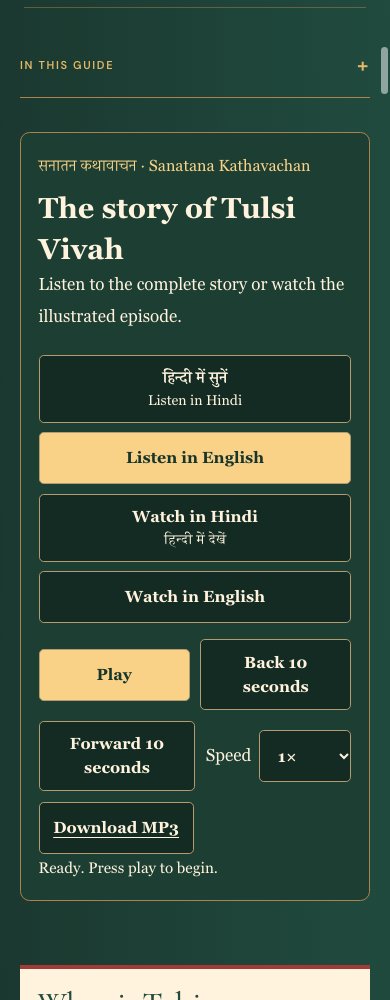 IN THIS GUIDE +
सनातन कथावाचन · Sanatana Kathavachan
The story of Tulsi
Vivah
Listen to the complete story or watch the
illustrated episode.
हिन्दी में सुनें
Listen in Hindi
Listen in English
Watch in Hindi
हिन्दी में देखें
Watch in English
Play
Back 10
seconds
Forward 10
seconds
Speed
1×
Download MP3
Ready. Press play to begin.